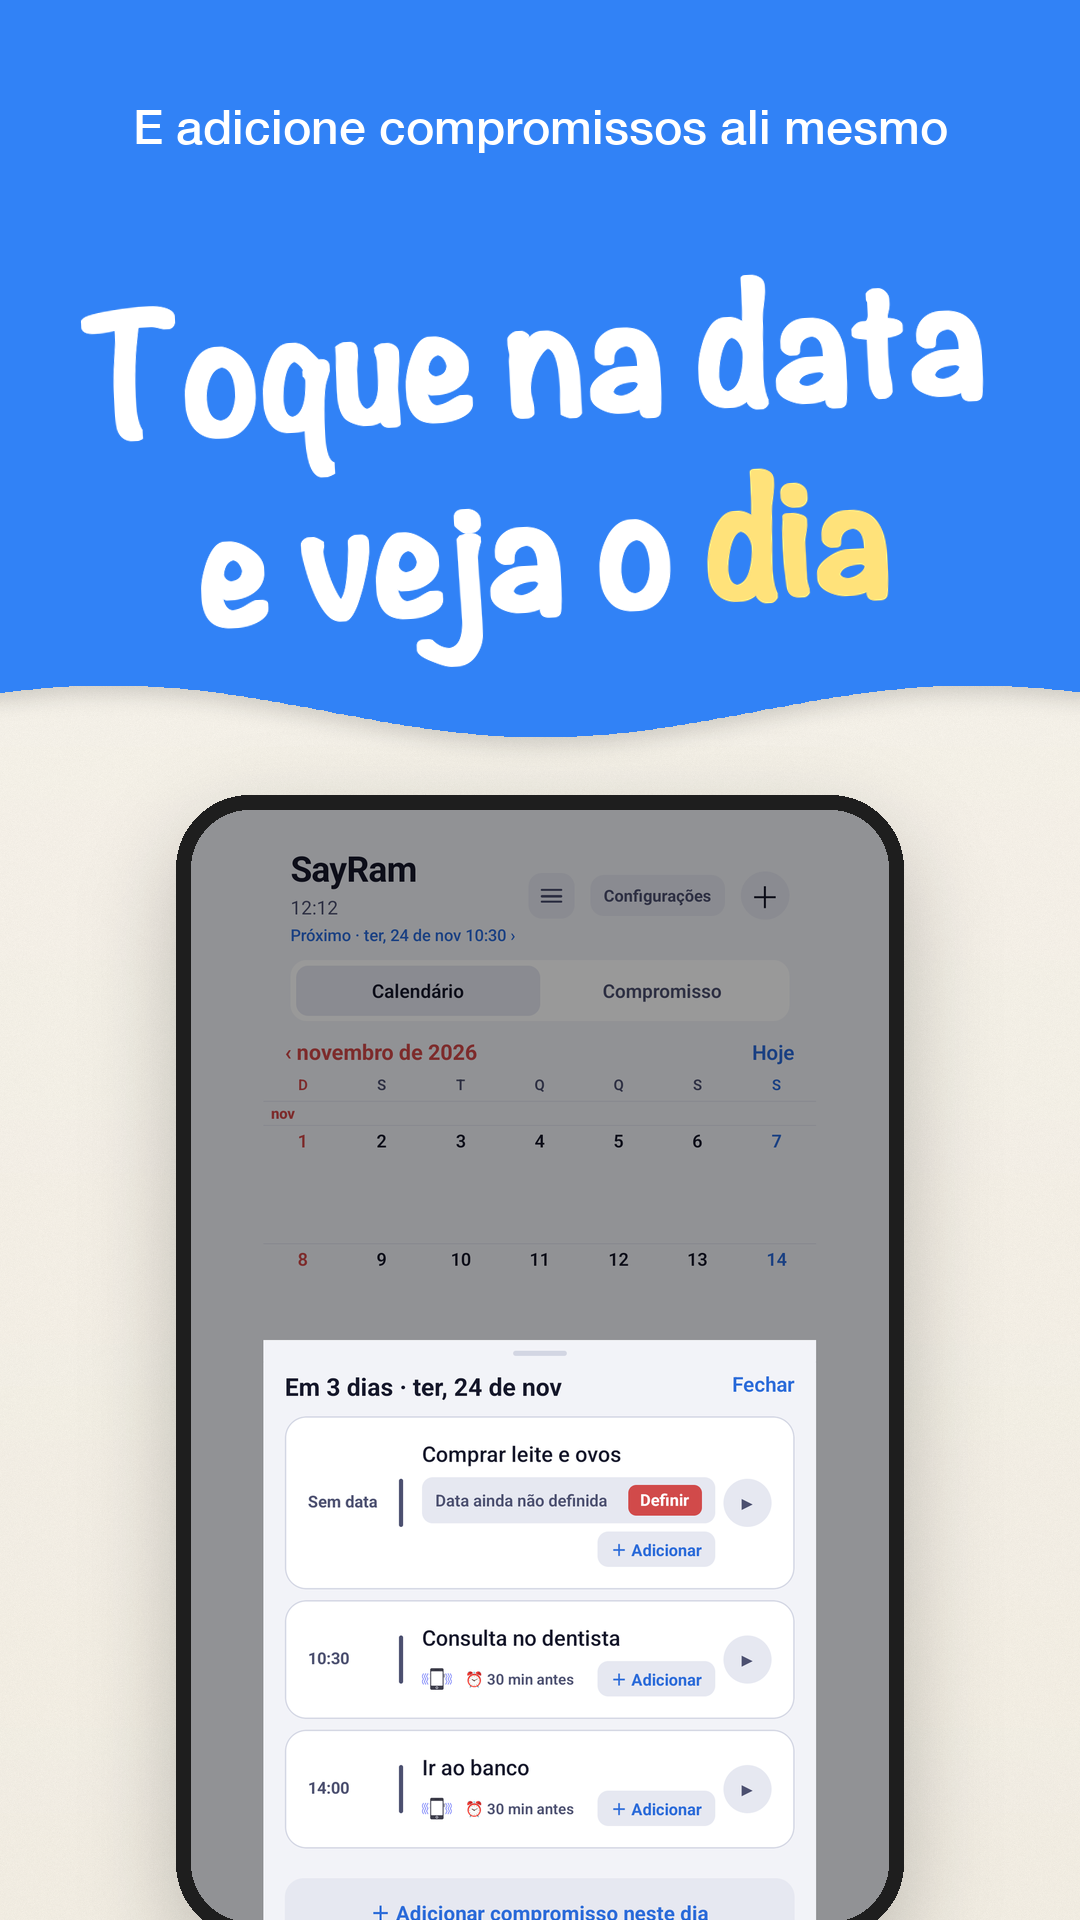 E adicione compromissos ali mesmo
Toque na data
e veja o dia
SayRam
12:12
Próximo · ter, 24 de nov 10:30 ›
Configurações
Calendário
Compromisso
‹ novembro de 2026
Hoje
D S T Q Q S S
nov
1 2 3 4 5 6 7
8 9 10 11 12 13 14
Em 3 dias · ter, 24 de nov
Fechar
Comprar leite e ovos
Sem data
Data ainda não definida
Definir
+ Adicionar
Consulta no dentista
10:30
30 min antes
+ Adicionar
Ir ao banco
14:00
30 min antes
+ Adicionar
+ Adicionar compromisso neste dia